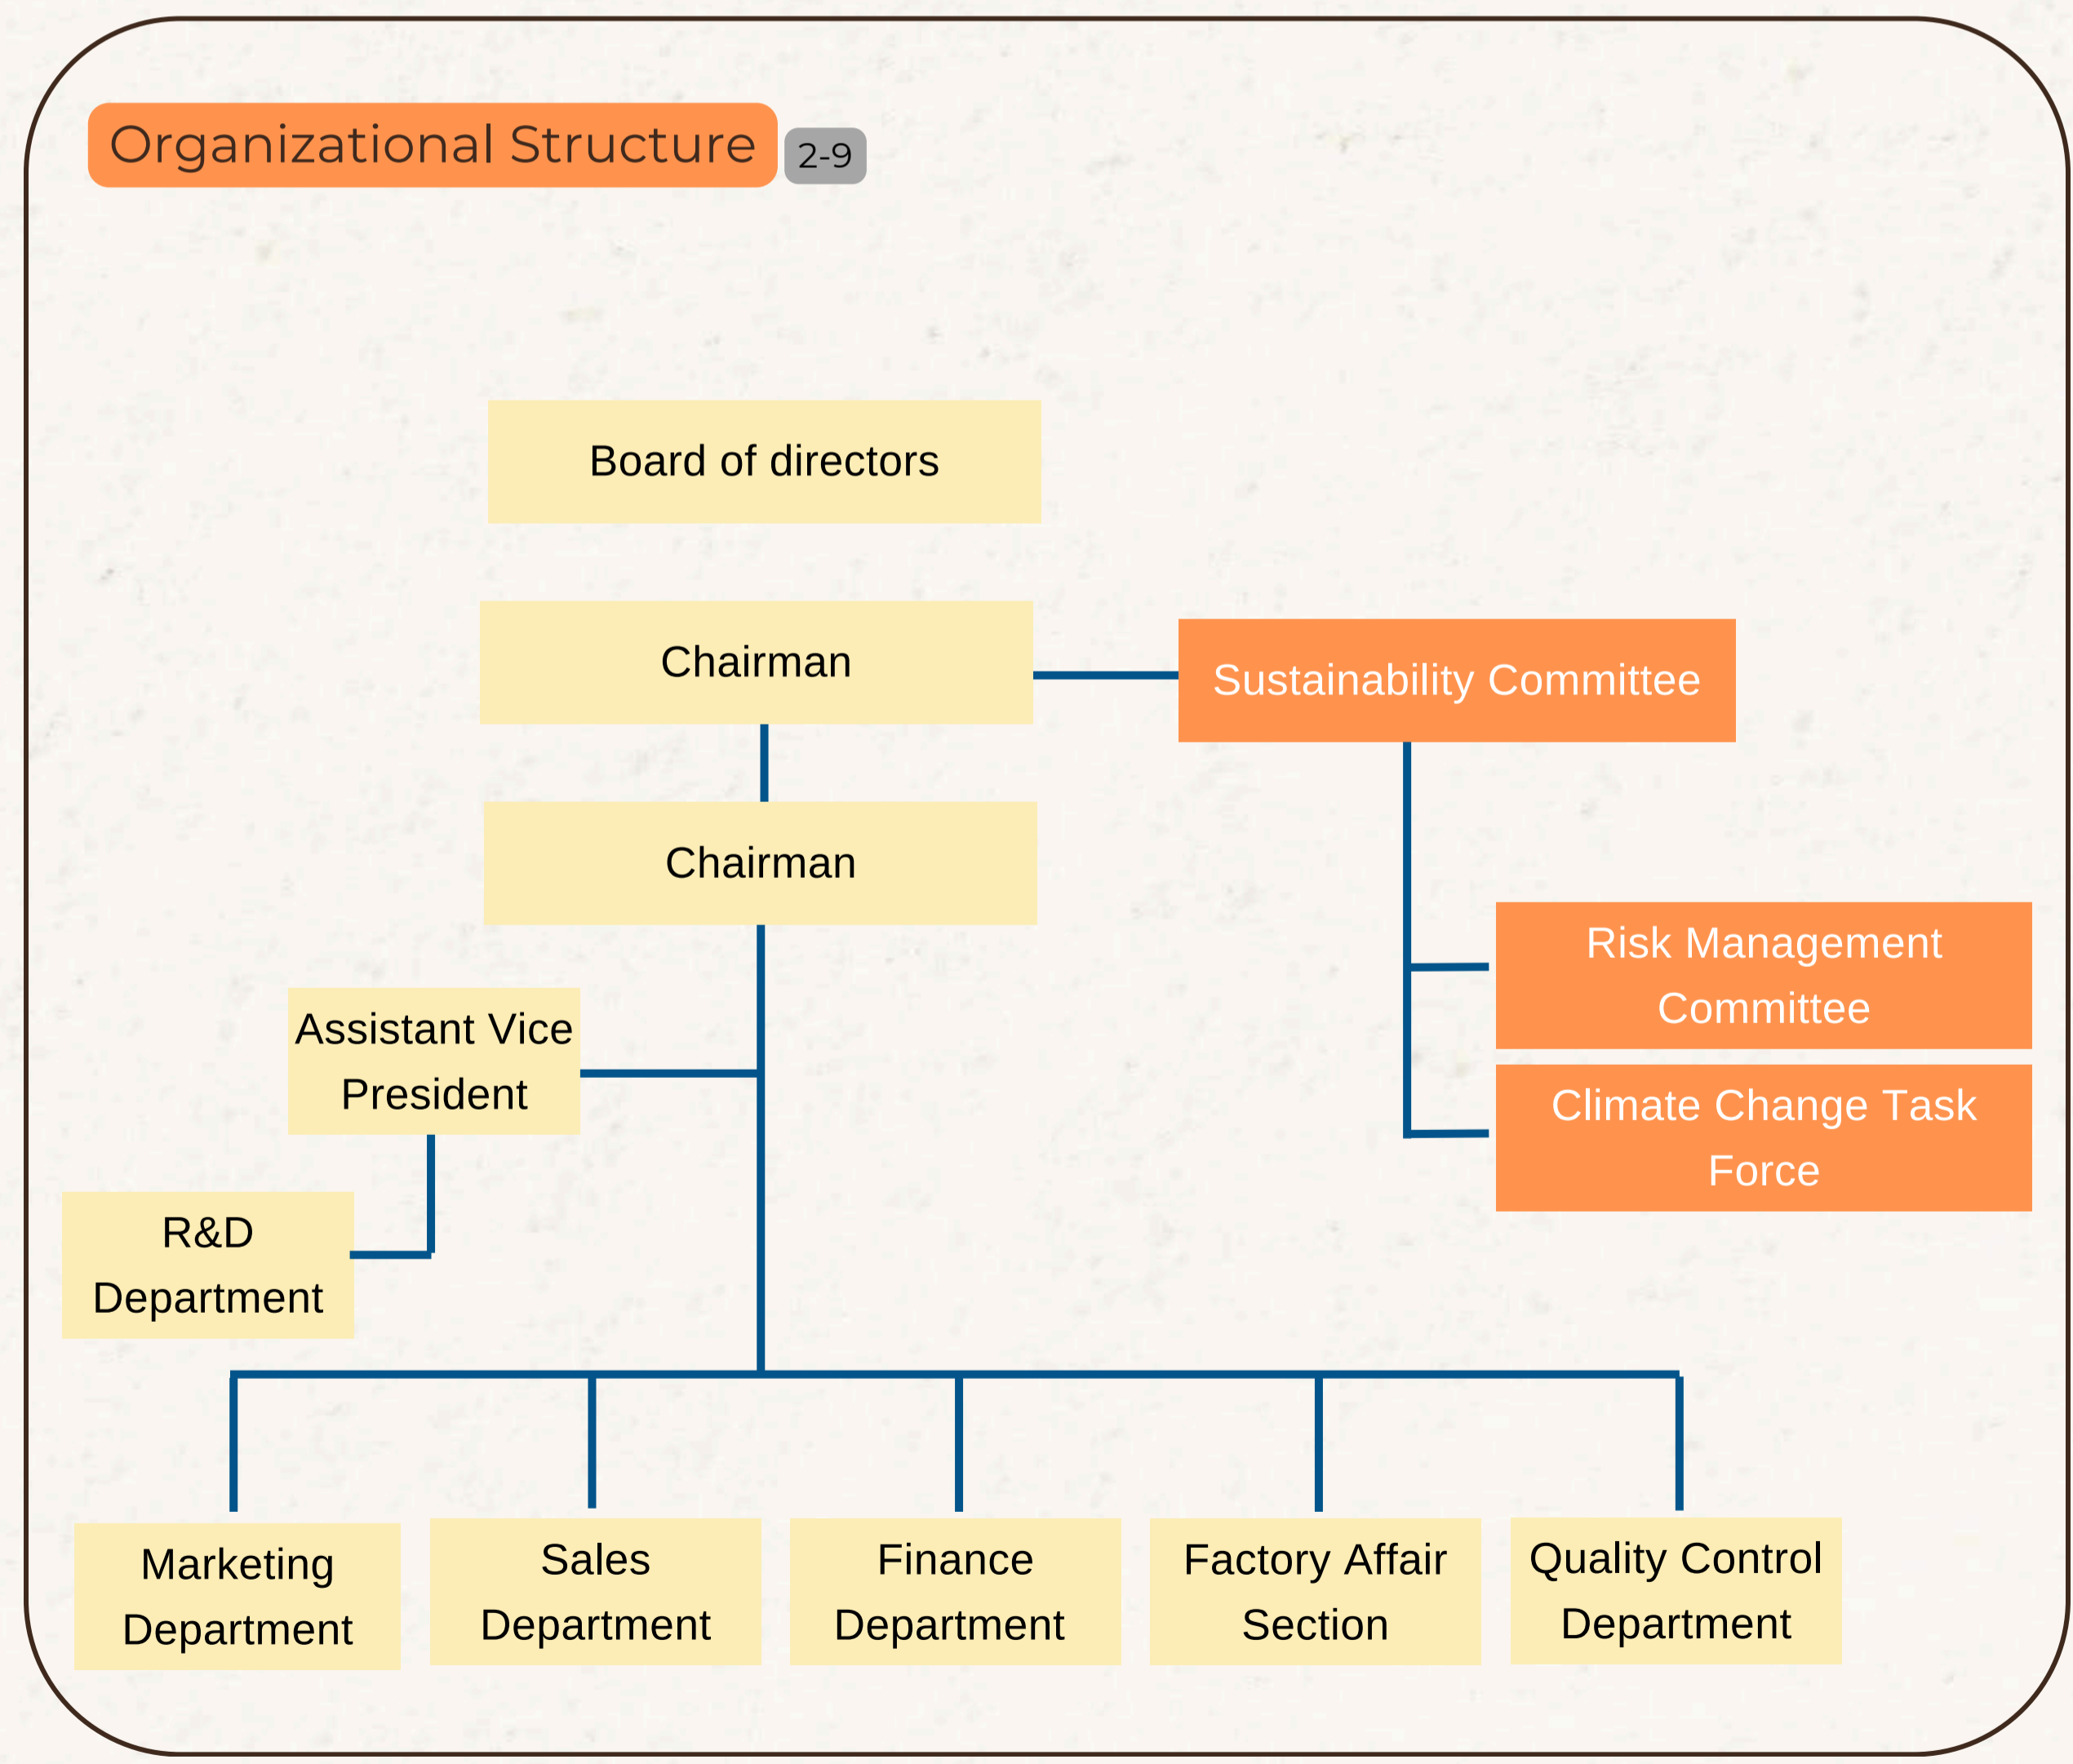 Organizational Structure
2-9
Board of directors
Chairman
Sustainability Committee
Chairman
Risk Management
Committee
Assistant Vice
President
Climate Change Task
Force
R&D
Department
Marketing
Department
Sales
Department
Finance
Department
Factory Affair
Section
Quality Control
Department